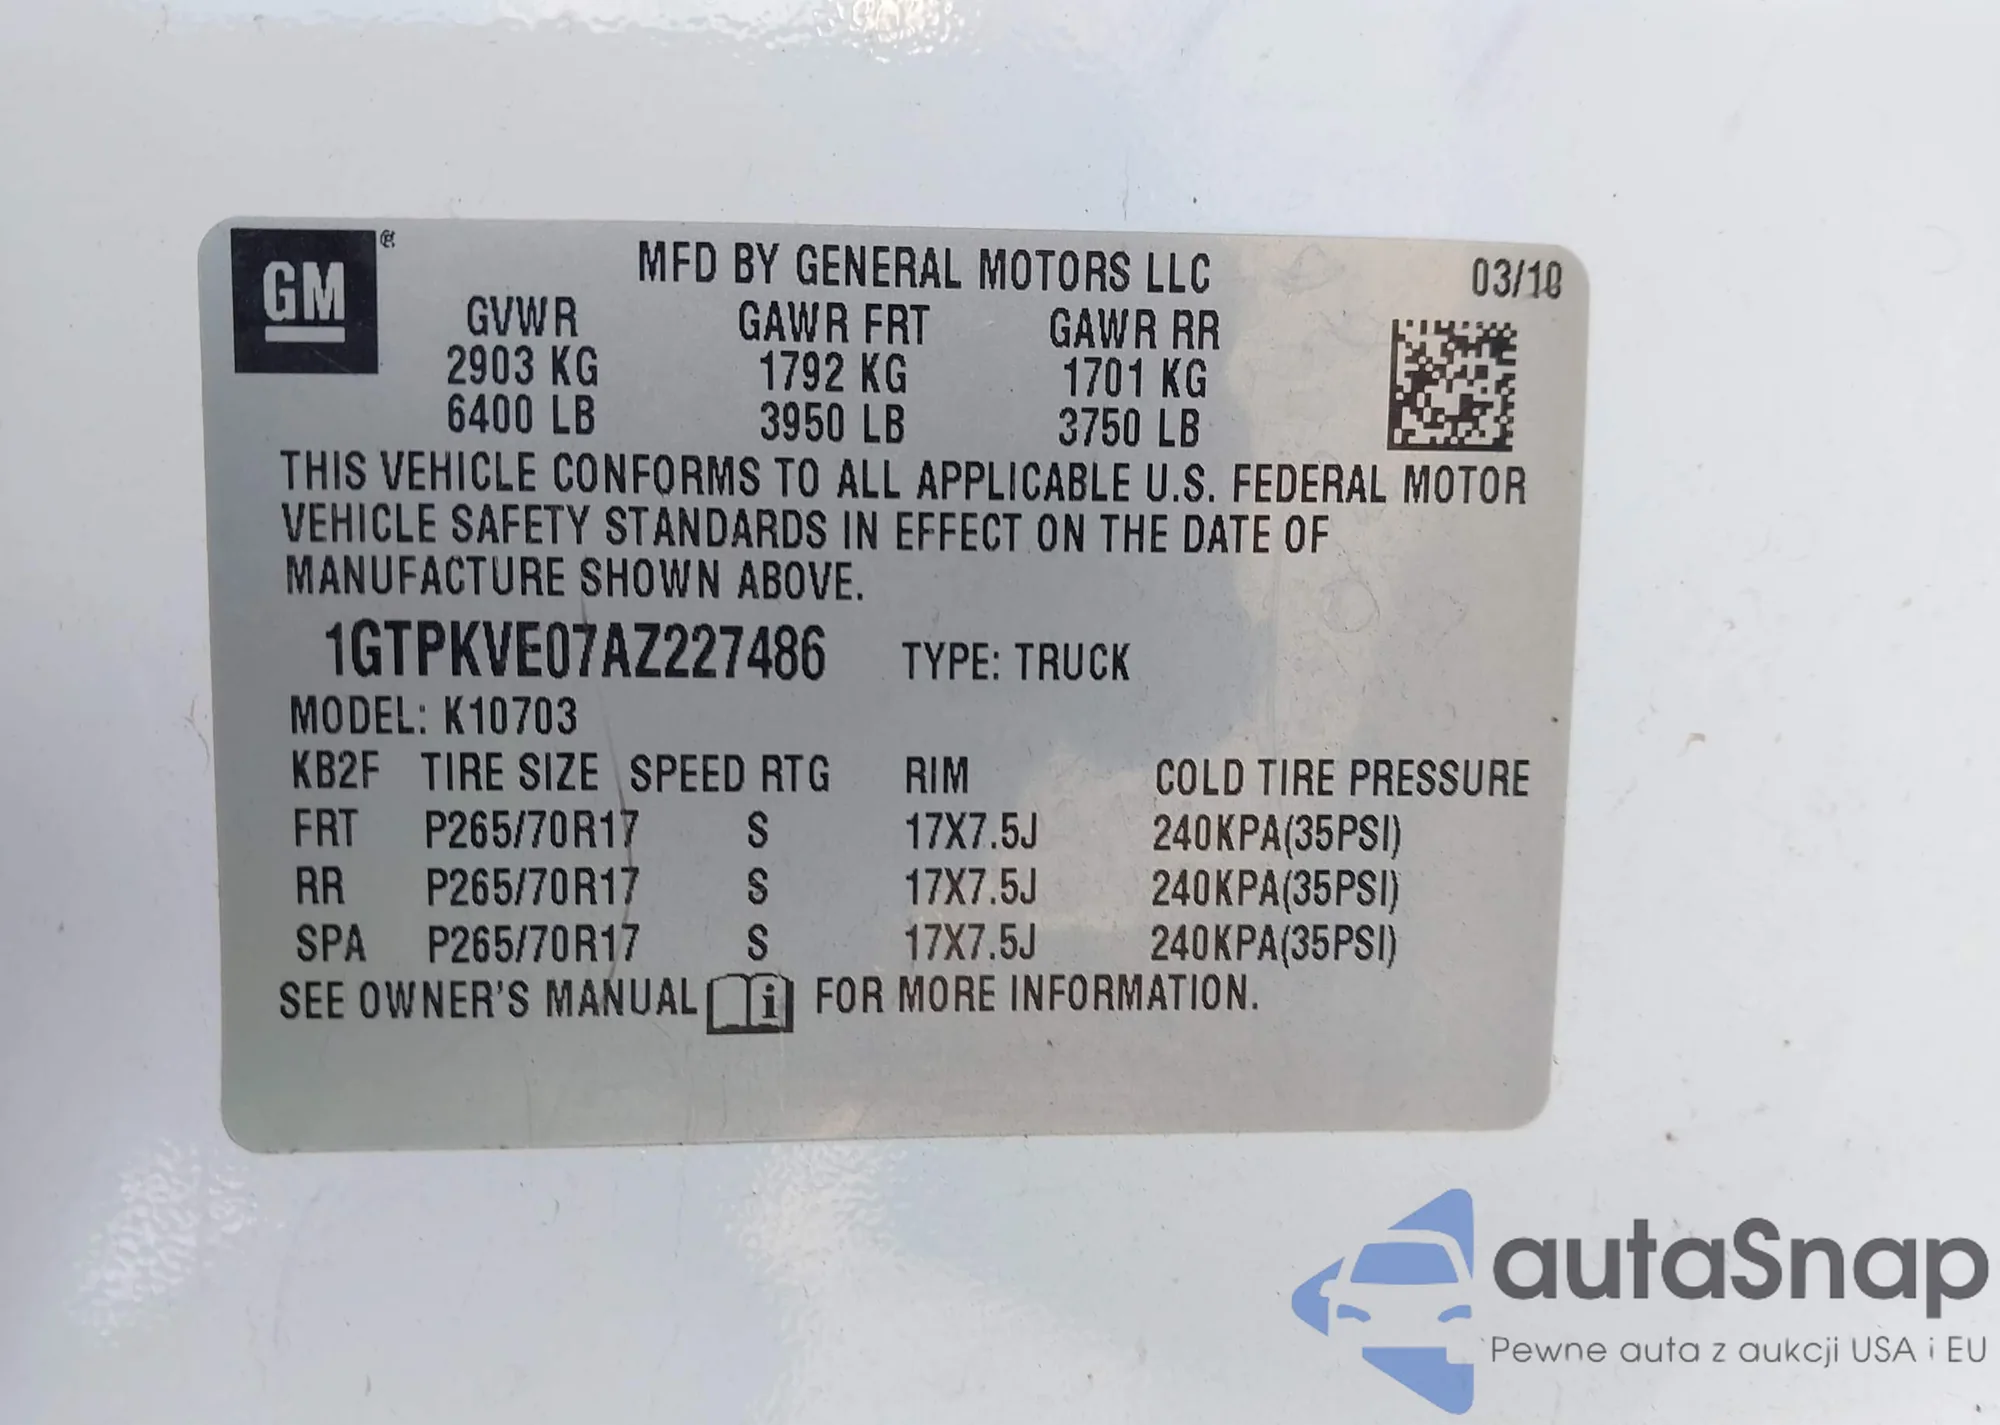 GM
MFD BY GENERAL MOTORS LLC 03/10
GVWR GAWR FRT GAWR RR
2903 KG 1792 KG 1701 KG
6400 LB 3950 LB 3750 LB
THIS VEHICLE CONFORMS TO ALL APPLICABLE U.S. FEDERAL MOTOR
VEHICLE SAFETY STANDARDS IN EFFECT ON THE DATE OF
MANUFACTURE SHOWN ABOVE.
1GTPKVE07AZ227486 TYPE: TRUCK
MODEL: K10703
KB2F TIRE SIZE SPEED RTG RIM COLD TIRE PRESSURE
FRT P265/70R17 S 17X7.5J 240KPA(35PSI)
RR P265/70R17 S 17X7.5J 240KPA(35PSI)
SPA P265/70R17 S 17X7.5J 240KPA(35PSI)
SEE OWNER'S MANUAL i FOR MORE INFORMATION.
autaSnap
Pewne auta z aukcji USA i EU